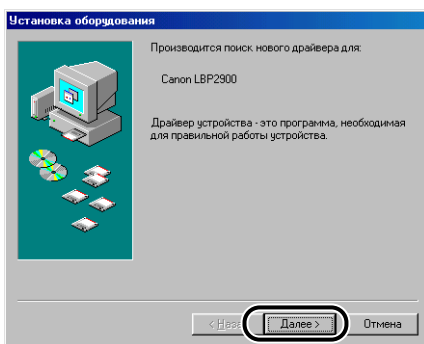 Установка оборудования
Производится поиск нового драйвера для:
Canon LBP2900
Драйвер устройства - это программа, необходимая
для правильной работы устройства.
< Назад
Далее >
Отмена